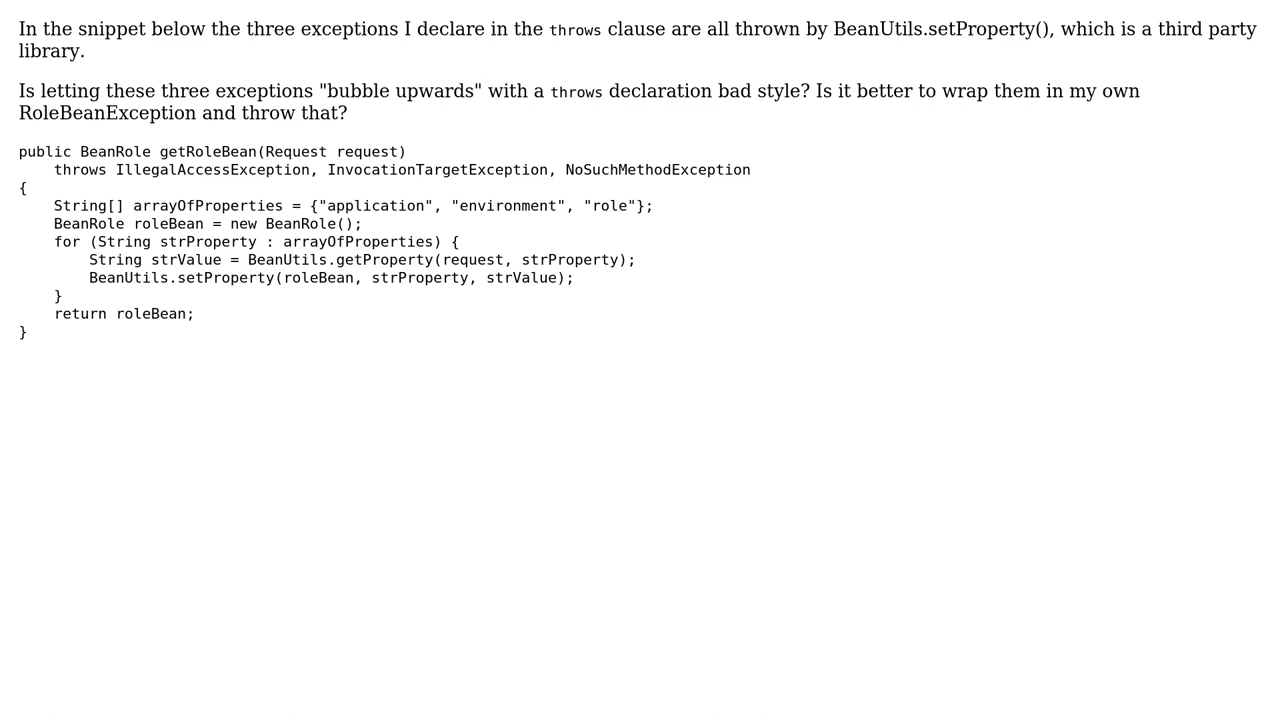 In the snippet below the three exceptions I declare in the throws clause are all thrown by BeanUtils.setProperty(), which is a third party
library.
Is letting these three exceptions "bubble upwards" with a throws declaration bad style? Is it better to wrap them in my own
RoleBeanException and throw that?
public BeanRole getRoleBean(Request request)
    throws IllegalAccessException, InvocationTargetException, NoSuchMethodException
{
    String[] arrayOfProperties = {"application", "environment", "role"};
    BeanRole roleBean = new BeanRole();
    for (String strProperty : arrayOfProperties) {
        String strValue = BeanUtils.getProperty(request, strProperty);
        BeanUtils.setProperty(roleBean, strProperty, strValue);
    }
    return roleBean;
}